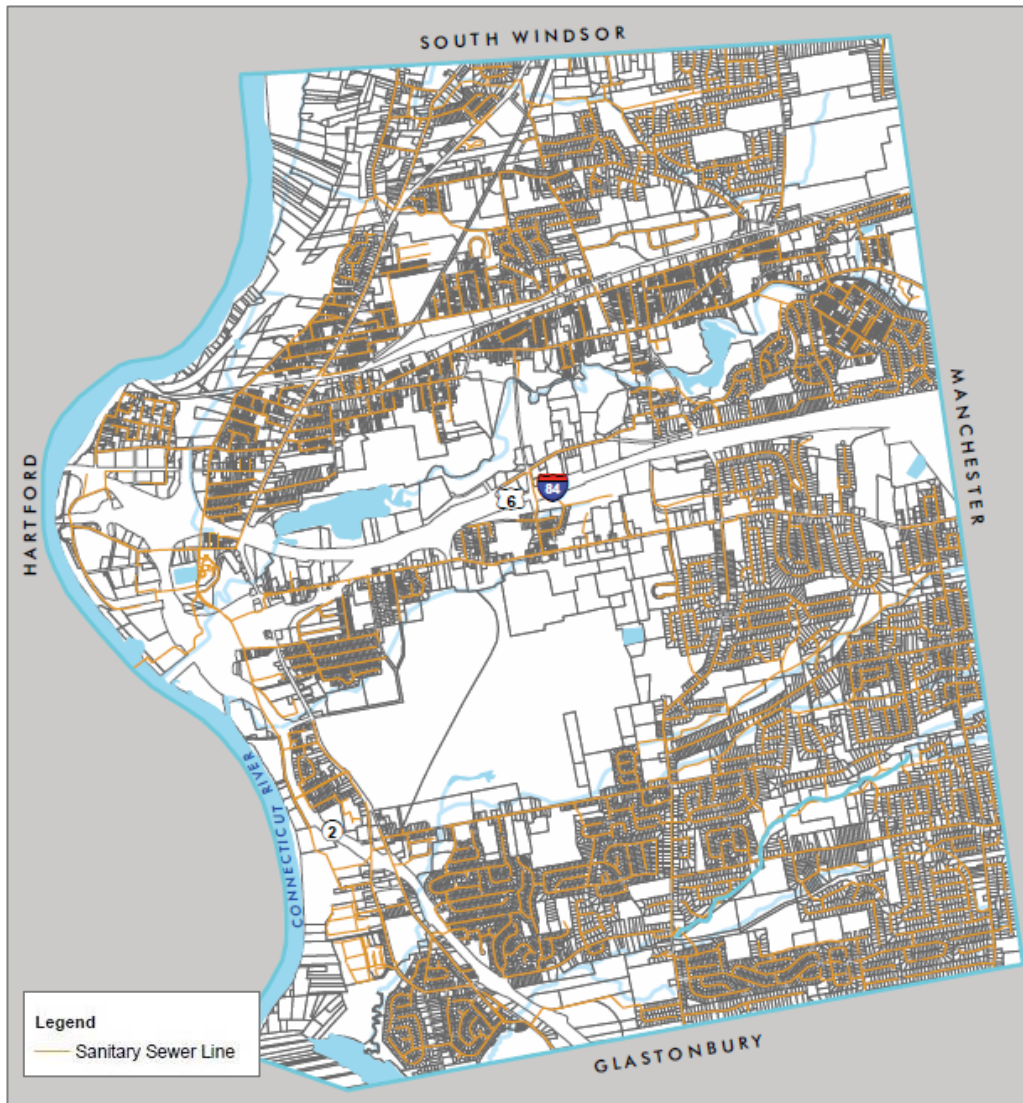 SOUTH WINDSOR
MANCHESTER
HARTFORD
6
84
CONNECTICUT RIVER
2
Legend
Sanitary Sewer Line
GLASTONBURY